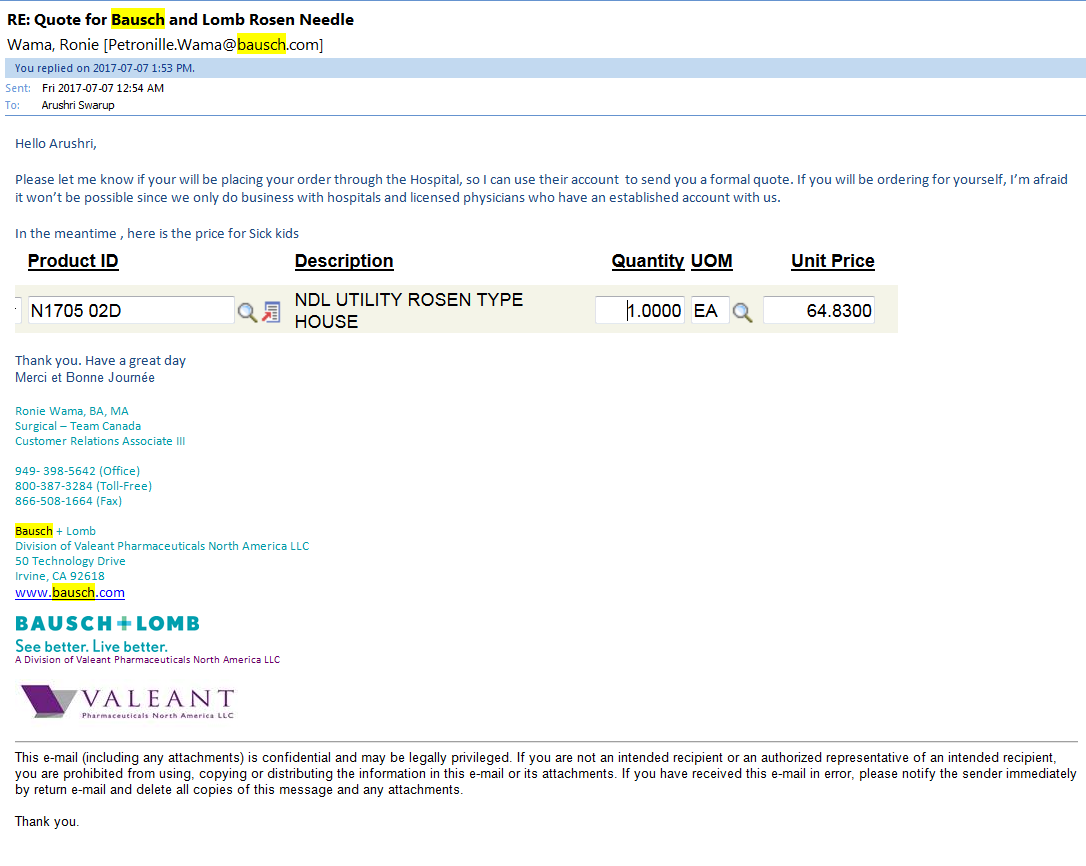 RE: Quote for Bausch and Lomb Rosen Needle
Wama, Ronie [Petronille.Wama@bausch.com]
You replied on 2017-07-07 1:53 PM.
Sent: Fri 2017-07-07 12:54 AM
To: Arushri Swarup
Hello Arushri,
Please let me know if your will be placing your order through the Hospital, so I can use their account to send you a formal quote. If you will be ordering for yourself, I'm afraid
it won't be possible since we only do business with hospitals and licensed physicians who have an established account with us.
In the meantime , here is the price for Sick kids
Product ID Description Quantity UOM Unit Price
N1705 02D NDL UTILITY ROSEN TYPE 1.0000 EA 64.8300
HOUSE
Thank you. Have a great day
Merci et Bonne Journée
Ronie Wama, BA, MA
Surgical – Team Canada
Customer Relations Associate III
949- 398-5642 (Office)
800-387-3284 (Toll-Free)
866-508-1664 (Fax)
Bausch + Lomb
Division of Valeant Pharmaceuticals North America LLC
50 Technology Drive
Irvine, CA 92618
www.bausch.com
BAUSCH+LOMB
See better. Live better.
A Division of Valeant Pharmaceuticals North America LLC
VALEANT
Pharmaceuticals North America LLC
This e-mail (including any attachments) is confidential and may be legally privileged. If you are not an intended recipient or an authorized representative of an intended recipient,
you are prohibited from using, copying or distributing the information in this e-mail or its attachments. If you have received this e-mail in error, please notify the sender immediately
by return e-mail and delete all copies of this message and any attachments.
Thank you.